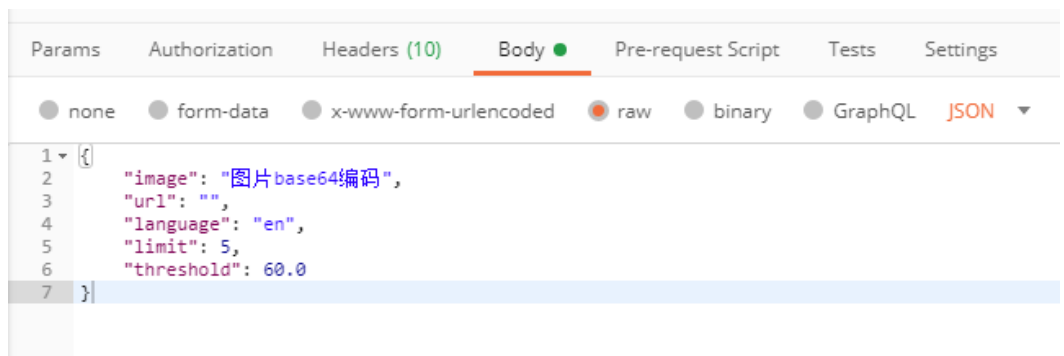 Params Authorization Headers (10) Body Pre-request Script Tests Settings
none form-data x-www-form-urlencoded raw binary GraphQL JSON
1 {
2 "image": "图片base64编码",
3 "url": "",
4 "language": "en",
5 "limit": 5,
6 "threshold": 60.0
7 }